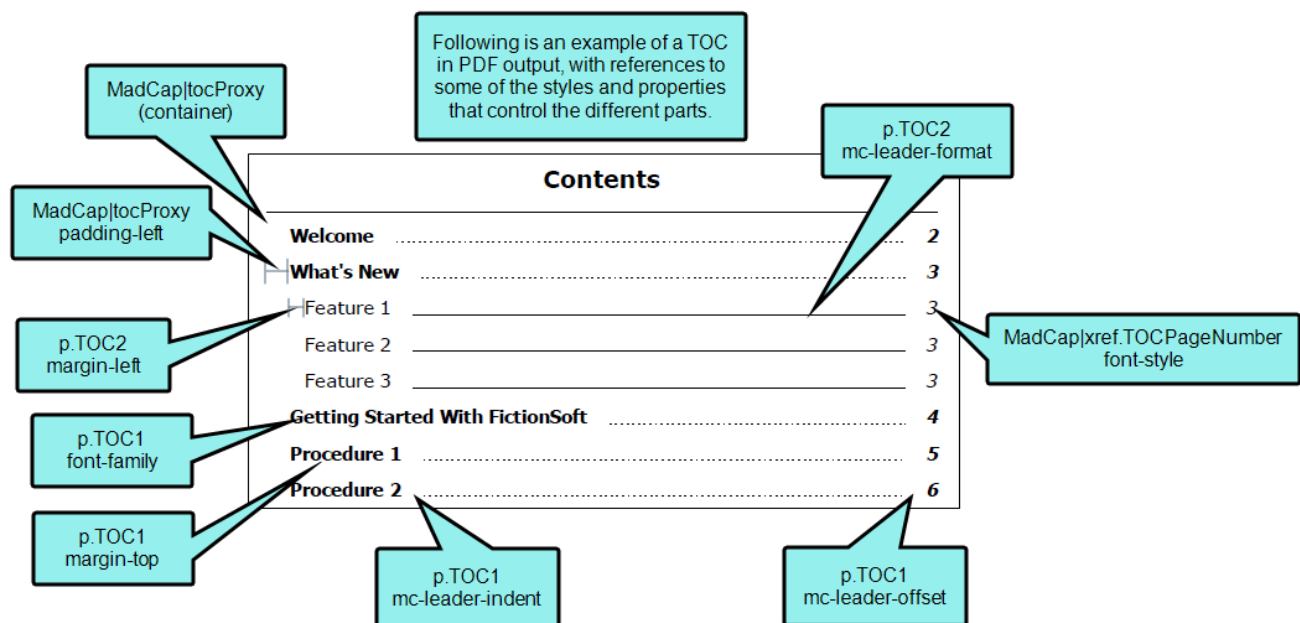 Following is an example of a TOC
in PDF output, with references to
some of the styles and properties
that control the different parts.
MadCap|tocProxy
(container)
p.TOC2
mc-leader-format
Contents
MadCap|tocProxy
padding-left
Welcome ........................ 2
What's New ........................ 3
Feature 1 ________________________ 3
p.TOC2
margin-left
MadCap|xref.TOCPageNumber
font-style
Feature 2 ________________________ 3
Feature 3 ________________________ 3
Getting Started With FictionSoft ........................ 4
p.TOC1
font-family
Procedure 1 ........................ 5
Procedure 2 ........................ 6
p.TOC1
margin-top
p.TOC1
mc-leader-indent
p.TOC1
mc-leader-offset